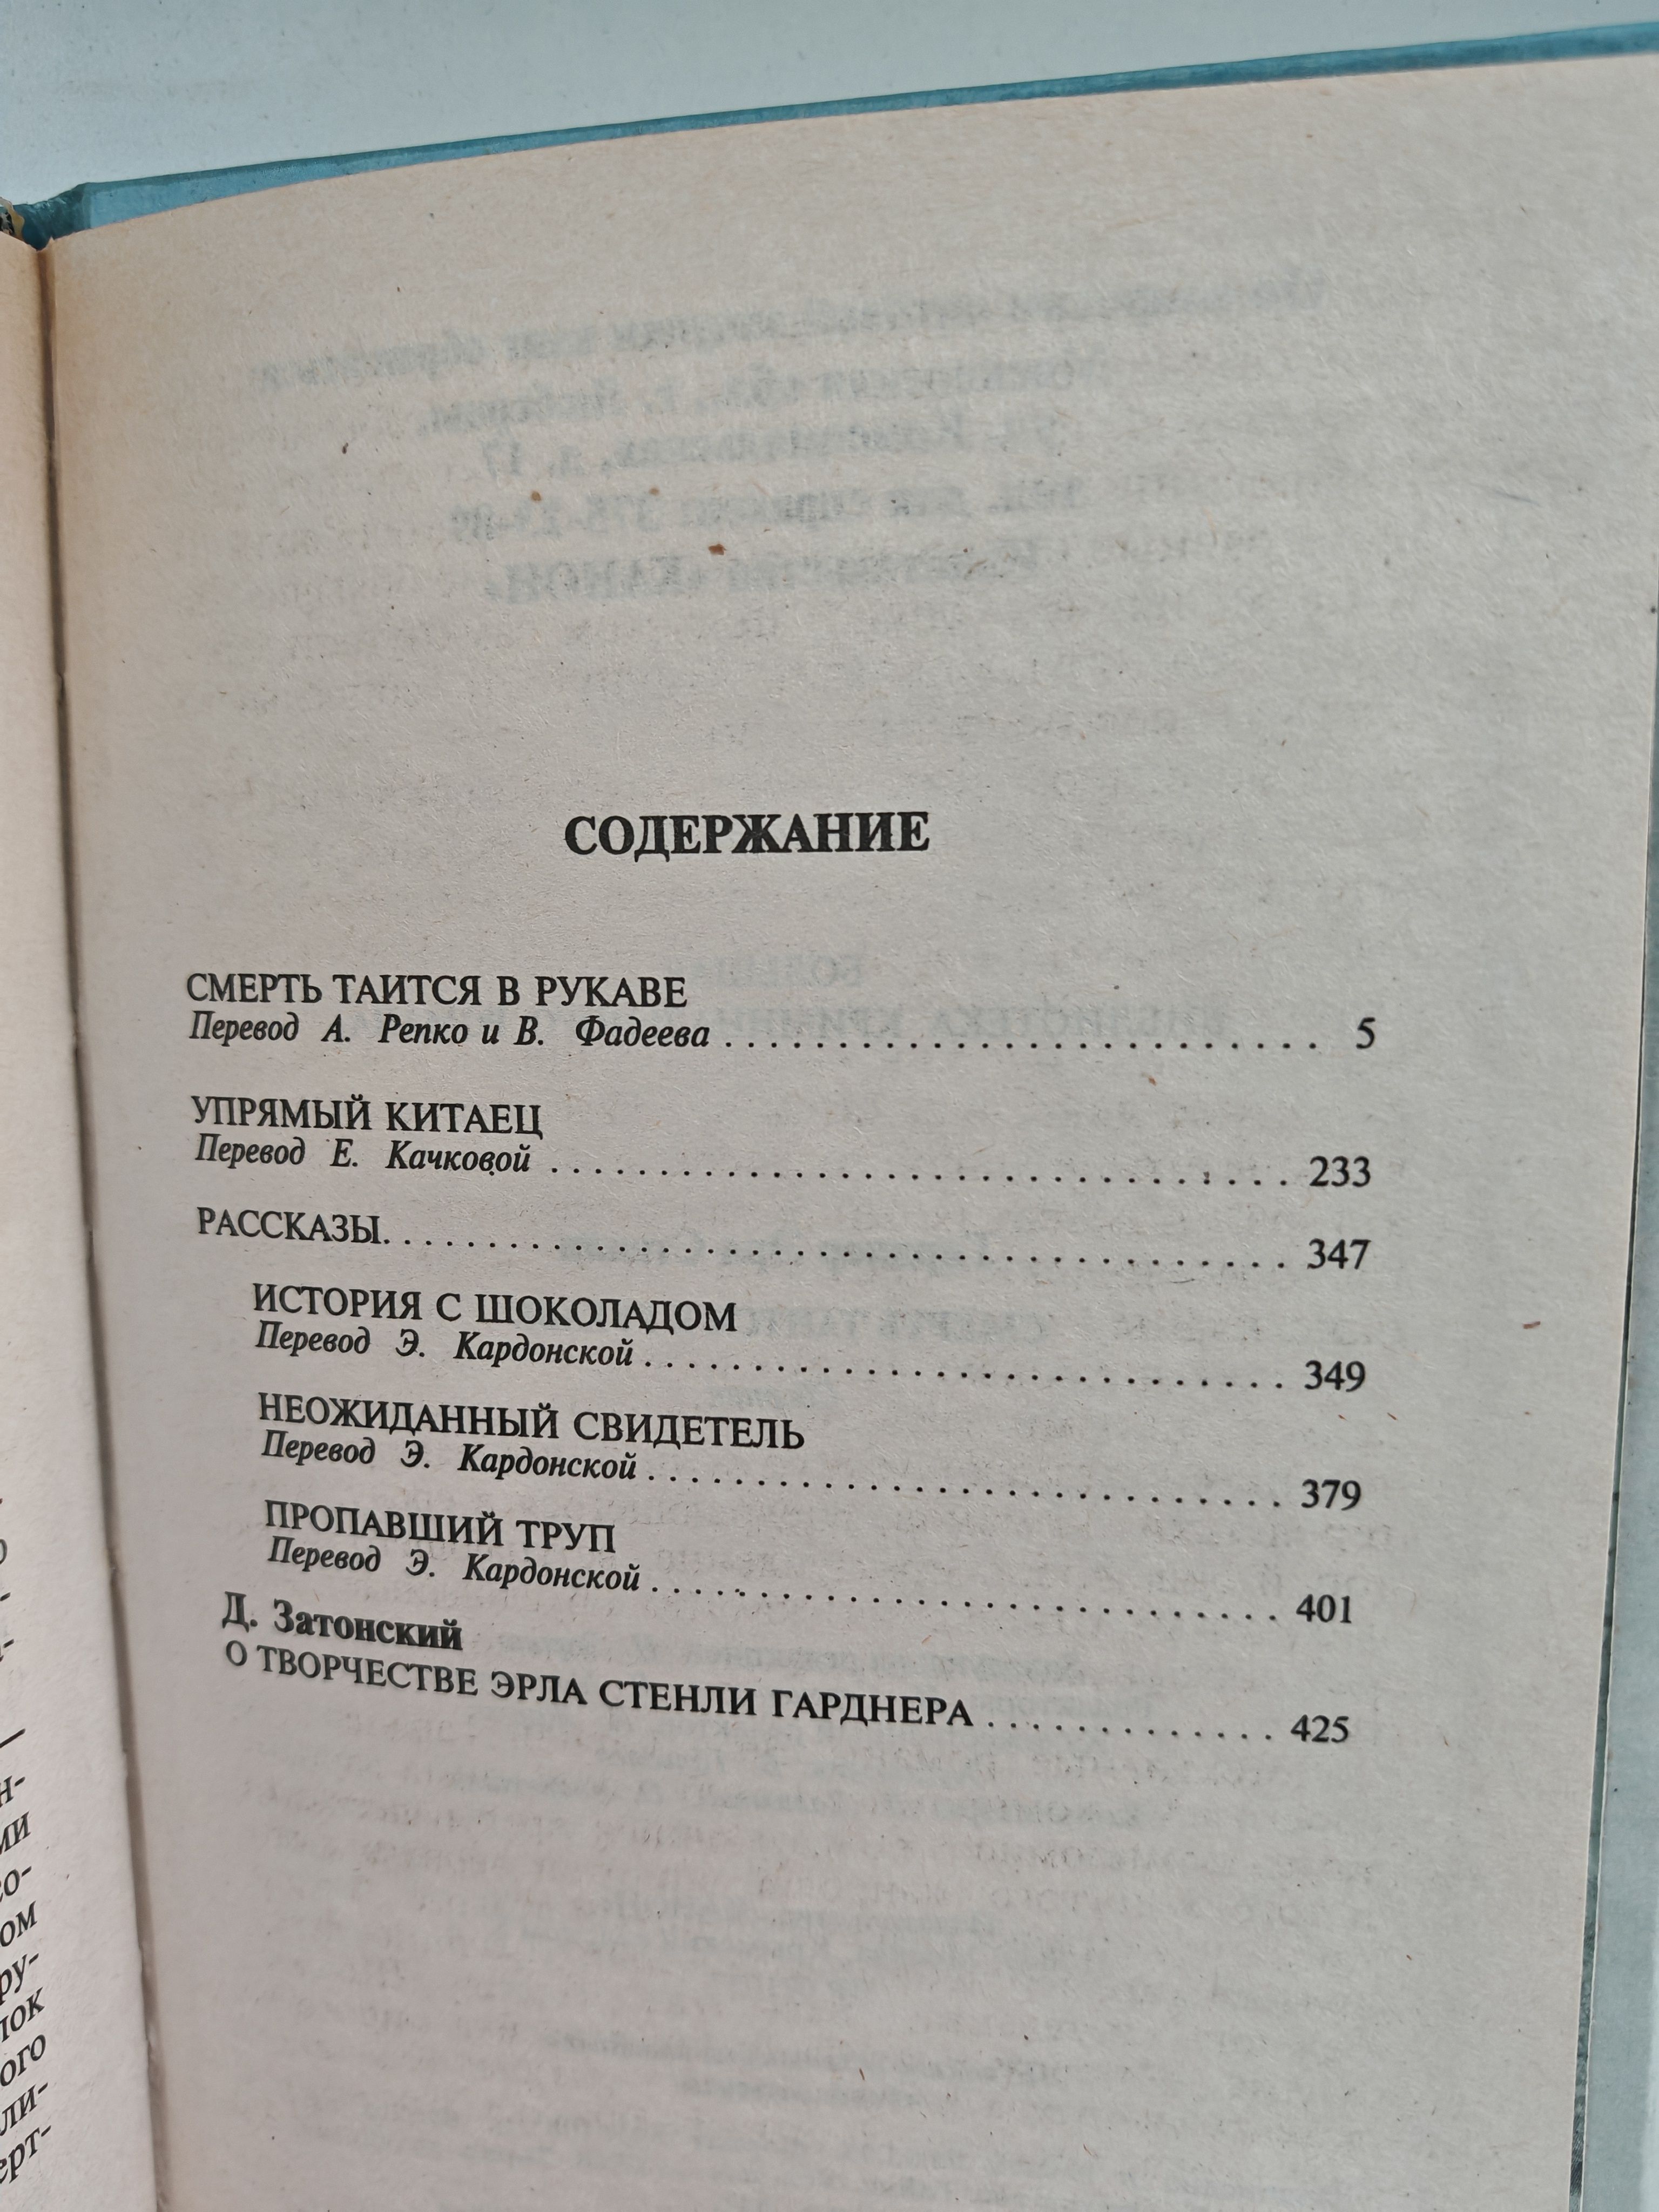 СОДЕРЖАНИЕ
СМЕРТЬ ТАИТСЯ В РУКАВЕ
Перевод А. Репко и В. Фадеева . . . . . . . . . . . . . . . . . . . . . . . . . . 5
УПРЯМЫЙ КИТАЕЦ
Перевод Е. Качковой . . . . . . . . . . . . . . . . . . . . . . . . . . . . . . . . . . 233
РАССКАЗЫ. . . . . . . . . . . . . . . . . . . . . . . . . . . . . . . . . . . . . . . . . 347
ИСТОРИЯ С ШОКОЛАДОМ
Перевод Э. Кардонской . . . . . . . . . . . . . . . . . . . . . . . . . . . . . 349
НЕОЖИДАННЫЙ СВИДЕТЕЛЬ
Перевод Э. Кардонской . . . . . . . . . . . . . . . . . . . . . . . . . . . . . 379
ПРОПАВШИЙ ТРУП
Перевод Э. Кардонской . . . . . . . . . . . . . . . . . . . . . . . . . . . . . 401
Д. Затонский
О ТВОРЧЕСТВЕ ЭРЛА СТЕНЛИ ГАРДНЕРА . . . . . . . . . . . . . 425